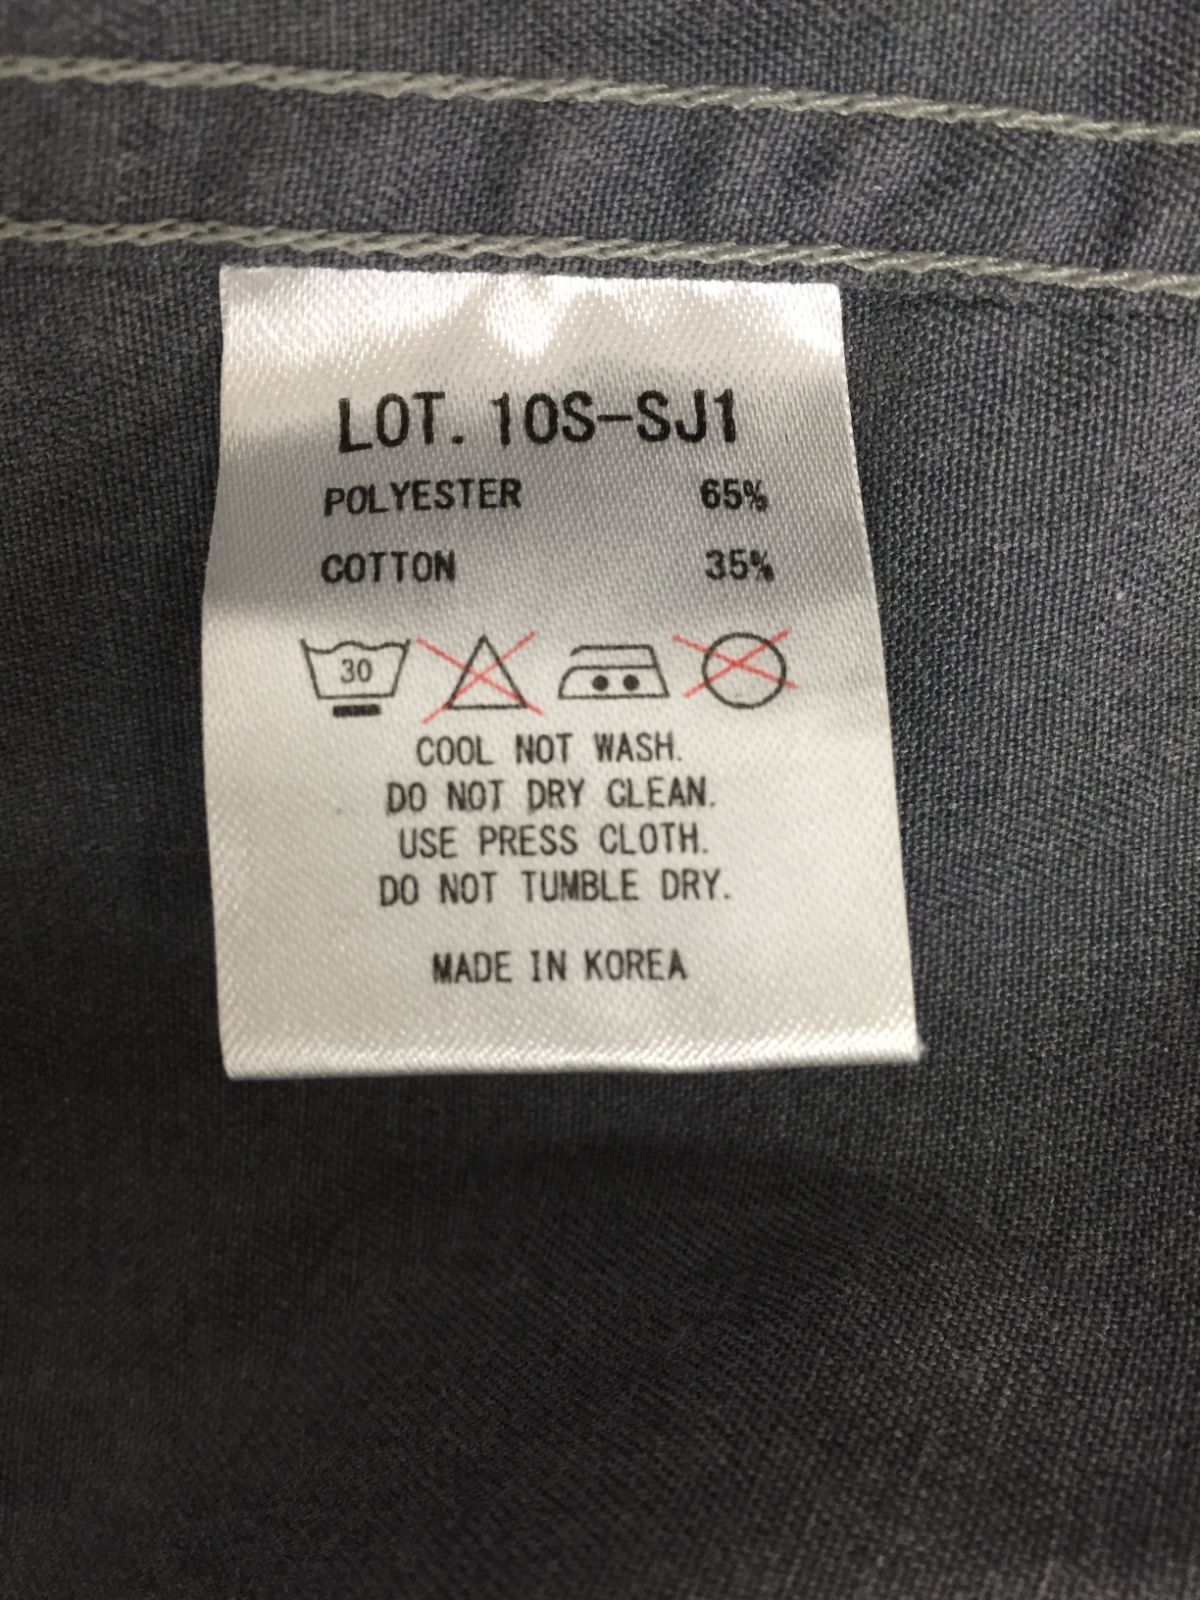 LOT. 10S-SJ1
POLYESTER 65%
COTTON 35%
30
COOL NOT WASH.
DO NOT DRY CLEAN.
USE PRESS CLOTH.
DO NOT TUMBLE DRY.
MADE IN KOREA